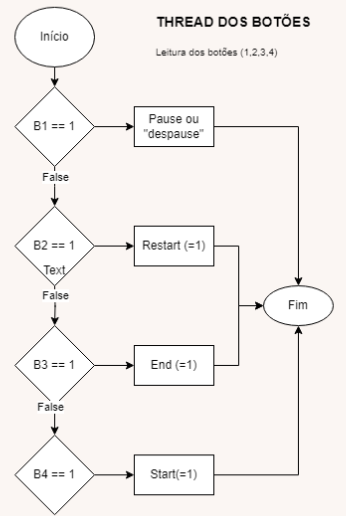 THREAD DOS BOTÕES
Início
Leitura dos botões (1,2,3,4)
B1 == 1
Pause ou
"despause"
False
B2 == 1
Restart (=1)
Text
False
Fim
B3 == 1
End (=1)
False
B4 == 1
Start(=1)